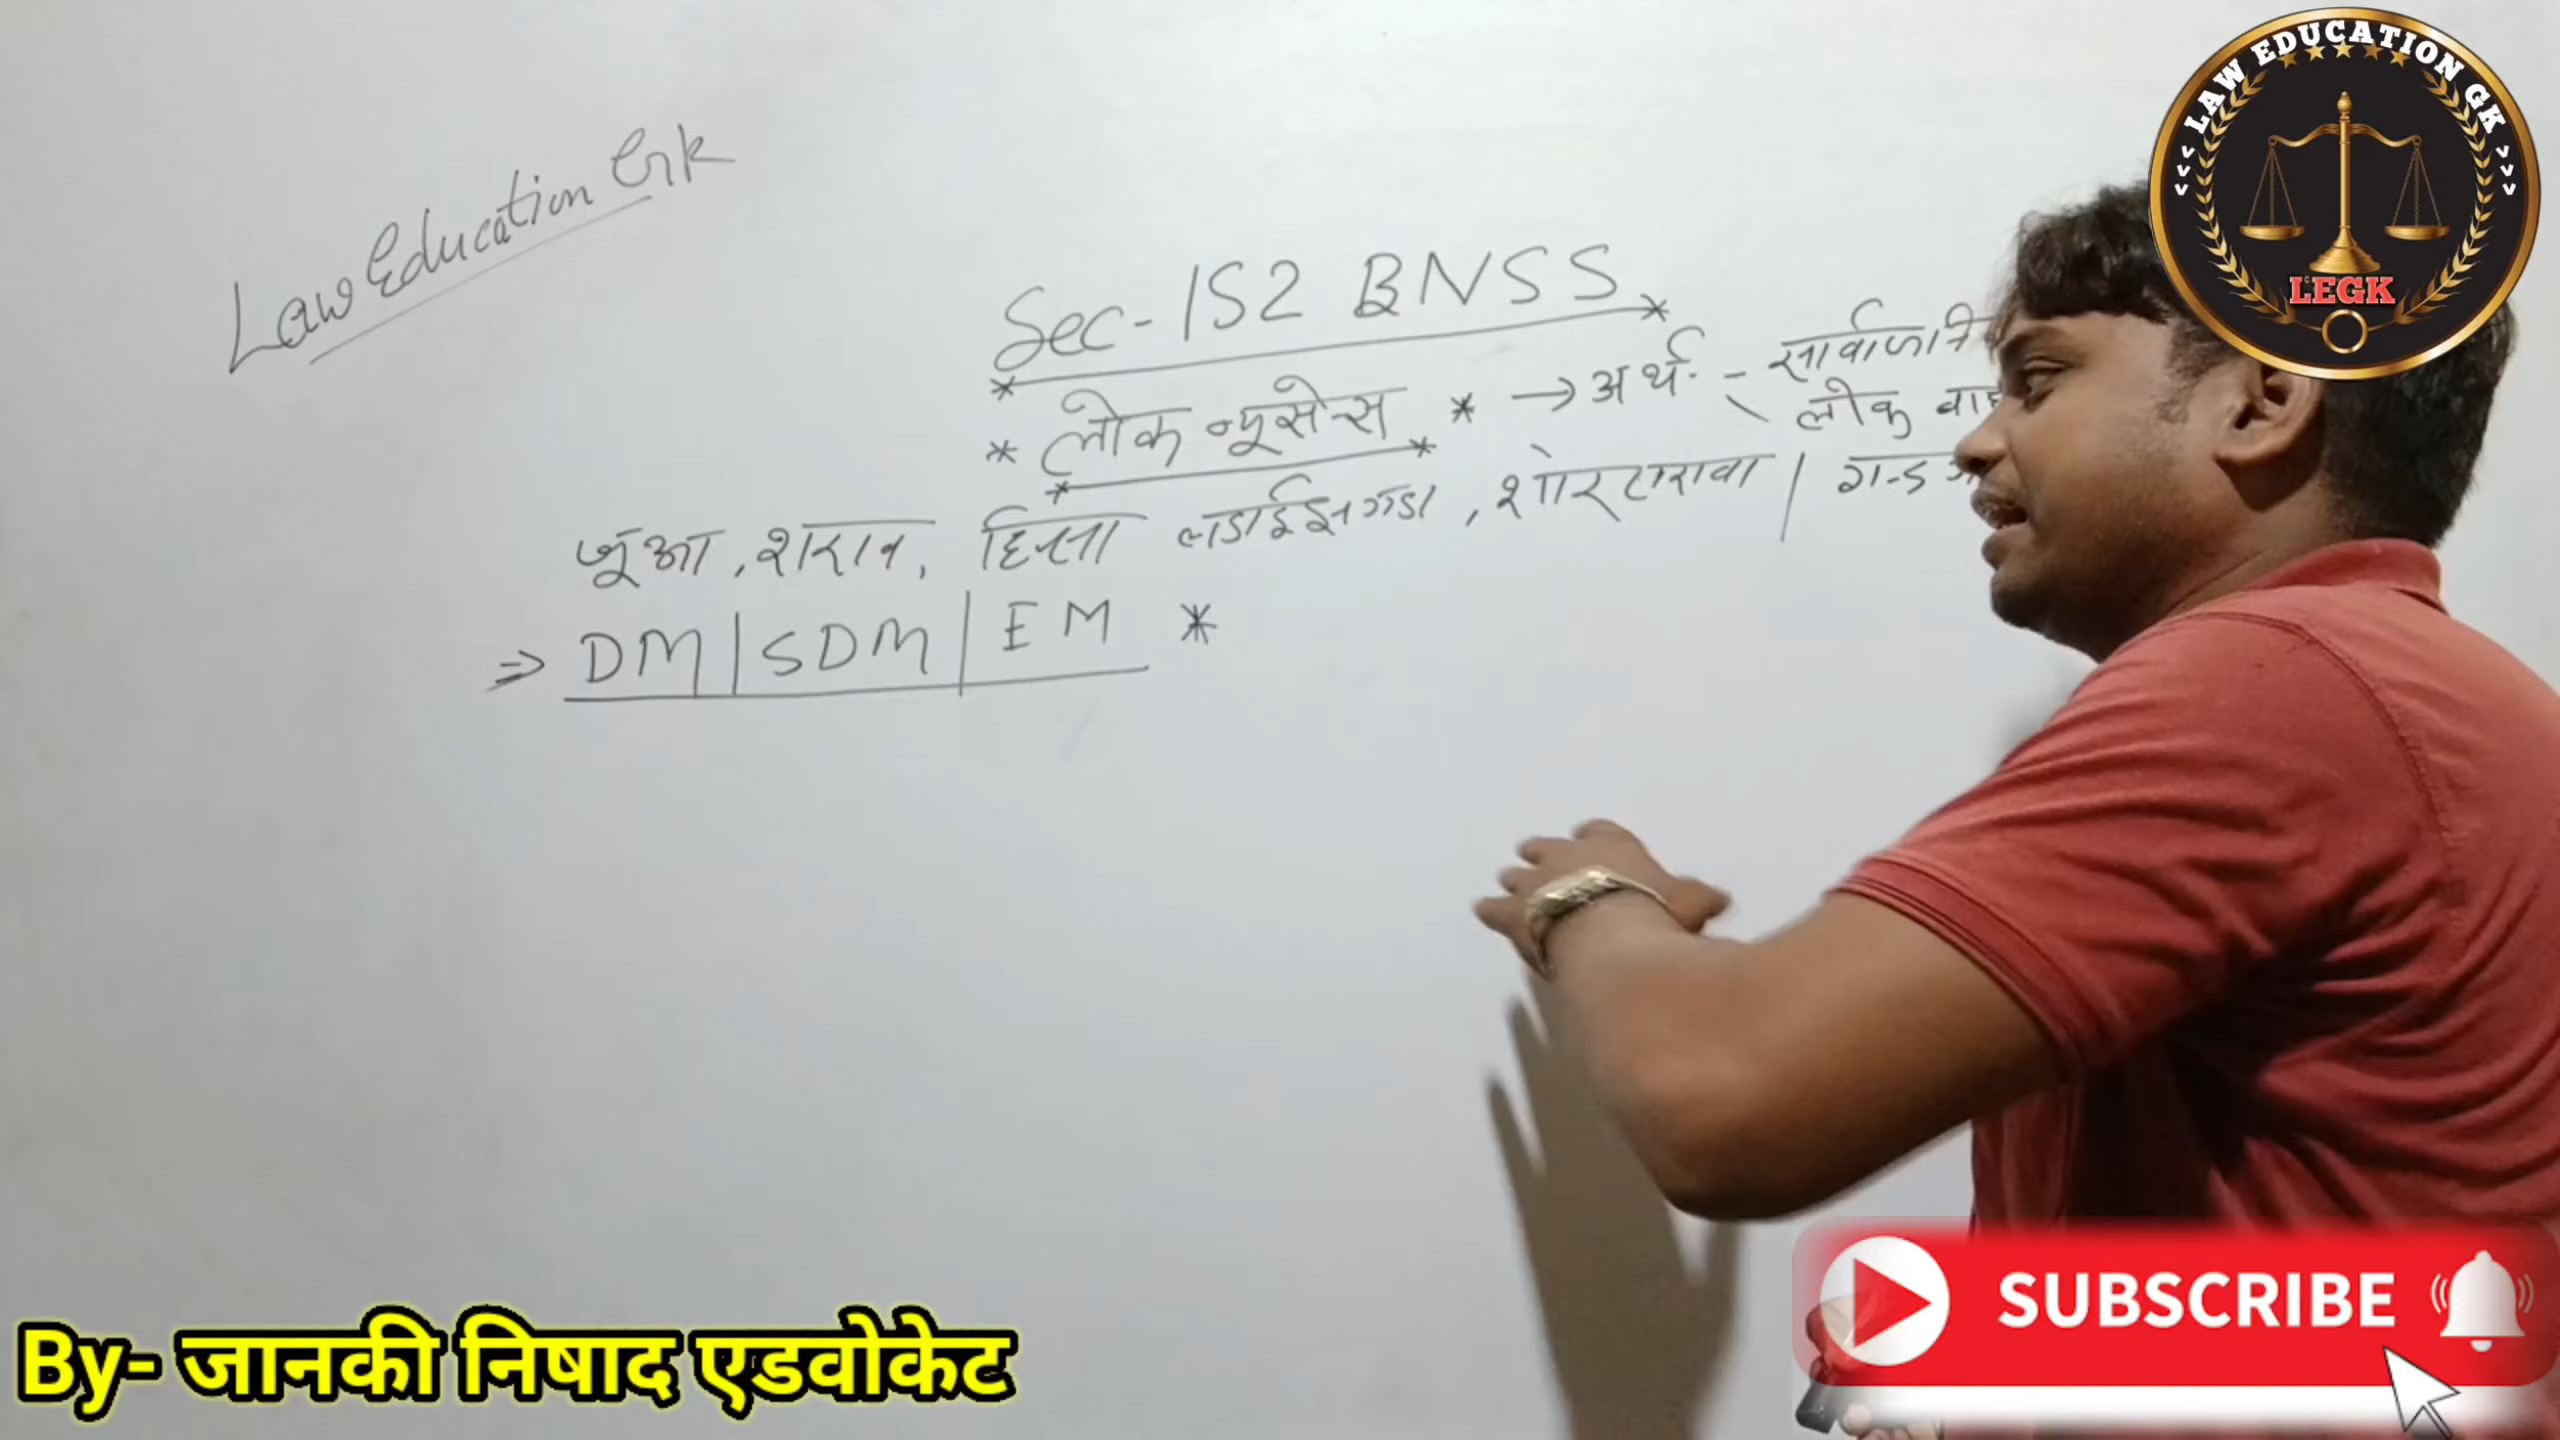 Law Education Gk
Sec-152 BNSS
* लोक न्यूसेन्स * → अर्थ - सार्वजनि
लोक
जूँआ, शराब, हिंसा लडाईझगडा, शोरशरावा |
⇒ DM | SDM | EM *
LAW EDUCATION GK
LEGK
By- जानकी निषाद एडवोकेट
SUBSCRIBE